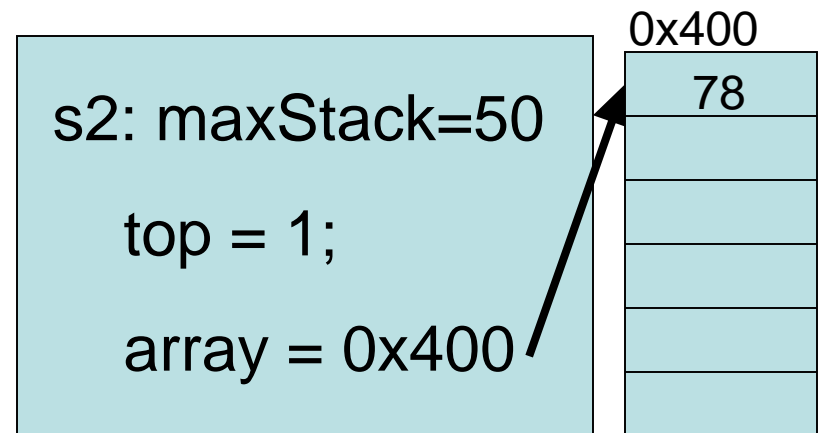 0x400
78
s2: maxStack=50
top = 1;
array = 0x400